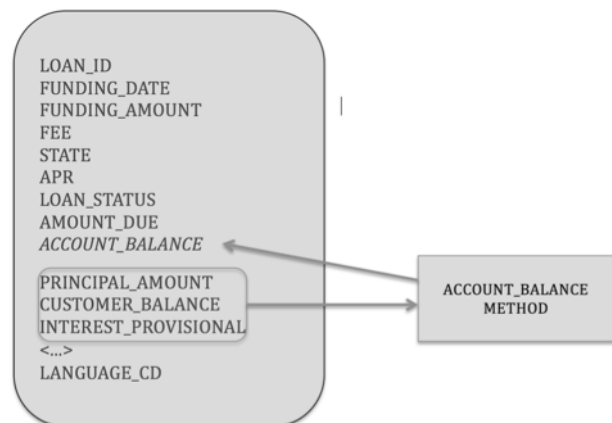 LOAN_ID
FUNDING_DATE
FUNDING_AMOUNT
FEE
STATE
APR
LOAN_STATUS
AMOUNT_DUE
ACCOUNT_BALANCE
PRINCIPAL_AMOUNT
CUSTOMER_BALANCE
INTEREST_PROVISIONAL
<...>
LANGUAGE_CD
ACCOUNT_BALANCE
METHOD